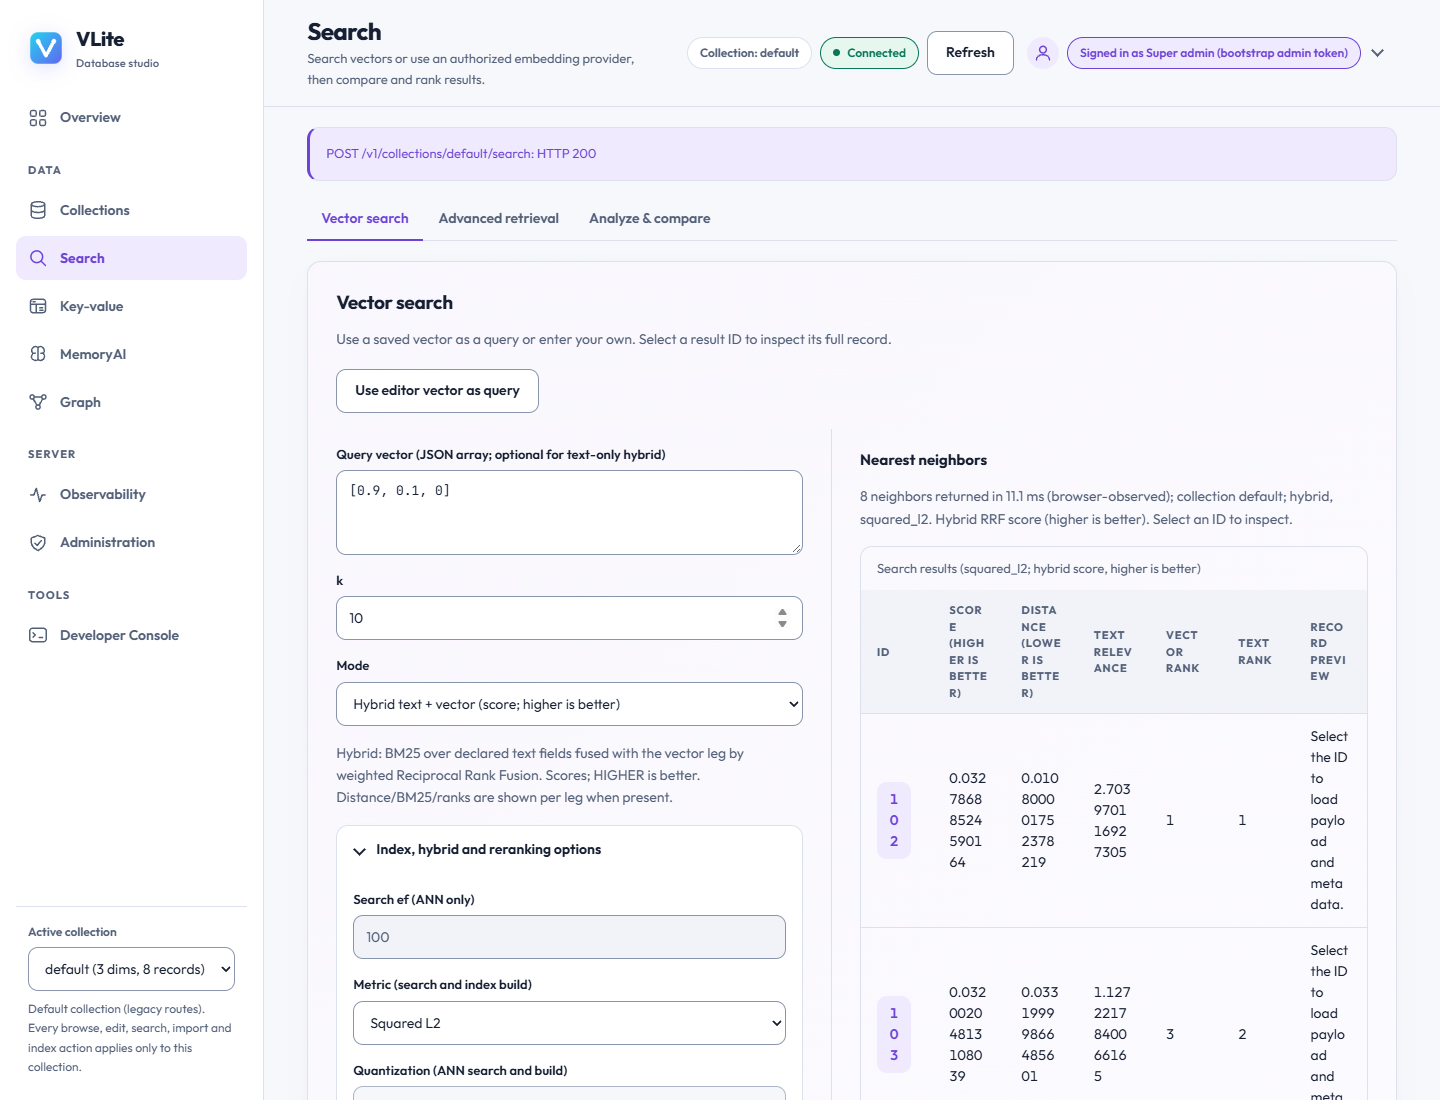 VLite
Database studio
Overview
DATA
Collections
Search
Key-value
MemoryAI
Graph
SERVER
Observability
Administration
TOOLS
Developer Console
Active collection
default (3 dims, 8 records)
Default collection (legacy routes).
Every browse, edit, search, import and
index action applies only to this
collection.
Search
Search vectors or use an authorized embedding provider,
then compare and rank results.
Collection: default
Connected
Refresh
Signed in as Super admin (bootstrap admin token)
POST /v1/collections/default/search: HTTP 200
Vector search
Advanced retrieval
Analyze & compare
Vector search
Use a saved vector as a query or enter your own. Select a result ID to inspect its full record.
Use editor vector as query
Query vector (JSON array; optional for text-only hybrid)
[0.9, 0.1, 0]
k
10
Mode
Hybrid text + vector (score; higher is better)
Hybrid: BM25 over declared text fields fused with the vector leg by
weighted Reciprocal Rank Fusion. Scores; HIGHER is better.
Distance/BM25/ranks are shown per leg when present.
Index, hybrid and reranking options
Search ef (ANN only)
100
Metric (search and index build)
Squared L2
Quantization (ANN search and build)
Nearest neighbors
8 neighbors returned in 11.1 ms (browser-observed); collection default; hybrid,
squared_l2. Hybrid RRF score (higher is better). Select an ID to inspect.
Search results (squared_l2; hybrid score, higher is better)
ID
SCOR
E
(HIGH
ER IS
BETTE
R)
DISTA
NCE
(LOWE
R IS
BETTE
R)
TEXT
RELEV
ANCE
VECT
OR
RANK
TEXT
RANK
RECO
RD
PREVI
EW
1
0
2
0.032
7868
8524
5901
64
0.010
8000
0175
2378
219
2.703
9701
1692
7305
1
1
Select
the ID
to
load
paylo
ad
and
meta
data.
1
0
3
0.032
0020
4813
1080
39
0.033
1999
9866
4856
01
1.127
2217
8400
6616
5
3
2
Select
the ID
to
load
paylo
ad
and
meta